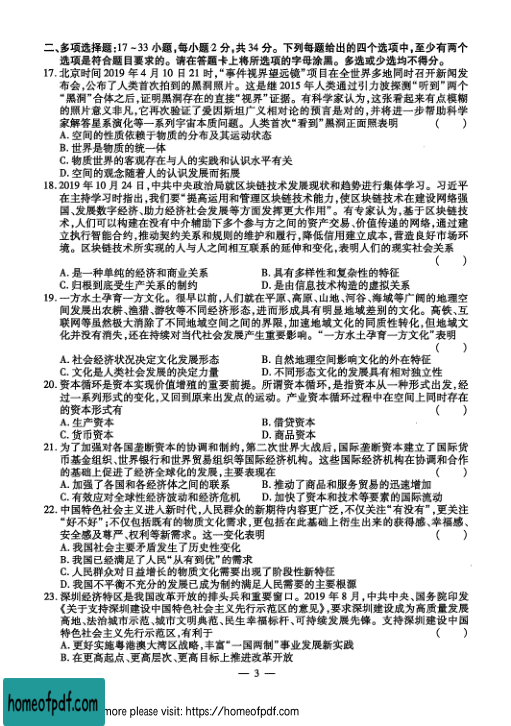 二、多项选择题:17~33小题,每小题2分,共34分。下列每题给出的四个选项中,至少有两个
选项是符合题目要求的。请在答题卡上将所选项的字母涂黑。多选或少选均不得分。
17.北京时间2019年4月10日21时,“事件视界望远镜”项目在全世界多地同时召开新闻发
布会,公布了人类首次拍到的黑洞照片。这是继2015年人类通过引力波探测“听到”两个
“黑洞”合体之后,证明黑洞存在的直接“视界”证据。有科学家认为,这张看起来有点模糊
的照片意义非凡,它再次验证了爱因斯坦广义相对论的预言是对的,并将进一步帮助科学
家解答星系演化等一系列宇宙本质问题。人类首次“看到”黑洞正面照表明 ( )
A.空间的性质依赖于物质的分布及其运动状态
B.世界是物质的统一体
C.物质世界的客观存在与人的实践和认识水平有关
D.空间的观念随着人的认识发展而拓展
18.2019年10月24日,中共中央政治局就区块链技术发展现状和趋势进行集体学习。习近平
在主持学习时指出,我们要“提高运用和管理区块链技术能力,使区块链技术在建设网络强
国、发展数字经济、助力经济社会发展等方面发挥更大作用”。有专家认为,基于区块链技
术,人们可以构建在没有中介辅助下多个参与方之间的资产交易、价值传递的网络,通过建
立执行智能合约,推动契约关系和规则的维护和履行,降低信用建立成本,营造良好市场环
境。区块链技术所实现的人与人之间相互联系的延伸和变化,表明人们的现实社会关系
( )
A.是一种单纯的经济和商业关系 B.具有多样性和复杂的特征
C.归根到底受生产关系的制约 D.是由信息技术构造的虚拟关系
19.一方水土孕育一方文化。很早以前,人们就在平原、高原、山地、河谷、海域等广阔的地理空
间发展出农耕、渔猎、游牧等不同经济形态,进而形成具有明显地域差别的文化。高铁、互
联网等虽然极大消除了不同地域空间之间的界限,加速地域文化的同质性转化,但地域文
化并没有消失,还在持续对当代社会发展产生重要影响。“一方水土孕育一方文化”表明
( )
A.社会经济状况决定文化发展形态 B.自然地理空间影响文化的外在特征
C.文化是人类社会发展的决定力量 D.不同形态文化的发展具有相对独立性
20.资本循环是资本实现价值增殖的重要前提。所谓资本循环,是指资本从一种形式出发,经
过一系列形式的变化,又回到原来出发点的运动。产业资本循环过程中在空间上同时存在
的资本形式有 ( )
A.生产资本 B.借贷资本
C.货币资本 D.商品资本
21.为了加强对各国垄断资本的协调和制约,第二次世界大战后,国际垄断资本建立了国际货
币基金组织、世界银行和世界贸易组织等国际经济机构。这些国际经济机构在协调和合作
的基础上促进了经济全球化的发展,主要表现在 ( )
A.加强了各国和各经济体之间的联系 B.推动了商品和服务贸易的迅速增加
C.有效应对全球性经济波动和经济危机 D.加快了资本和技术等要素的国际流动
22.中国特色社会主义进入新时代,人民群众的新期待内容更广泛,不仅关注“有没有”,更关注
“好不好”;不仅包括既有的物质文化需求,更包括在此基础上衍生出来的获得感、幸福感、
安全感及尊严、权利等新需求。这一变化表明 ( )
A.我国社会主要矛盾发生了历史性变化
B.我国已经满足了人民“从有到优”的需求
C.人民群众对日益增长的物质文化需要出现了阶段性新特征
D.我国不平衡不充分的发展已成为制约满足人民需要的主要根源
23.深圳经济特区是我国改革开放的排头兵和重要窗口。2019年8月,中共中央、国务院印发
《关于支持深圳建设中国特色社会主义先行示范区的意见》,要求深圳建设成为高质量发展
高地、法治城市示范、城市文明典范、民生幸福标杆、可持续发展先锋。支持深圳建设中国
特色社会主义先行示范区,有利于 ( )
A.更好实施粤港澳大湾区战略,丰富“一国两制”事业发展新实践
B.在更高起点、更高层次、更高目标上推进改革开放
— 3 —
homeofpdf.com
more please visit: https://homeofpdf.com